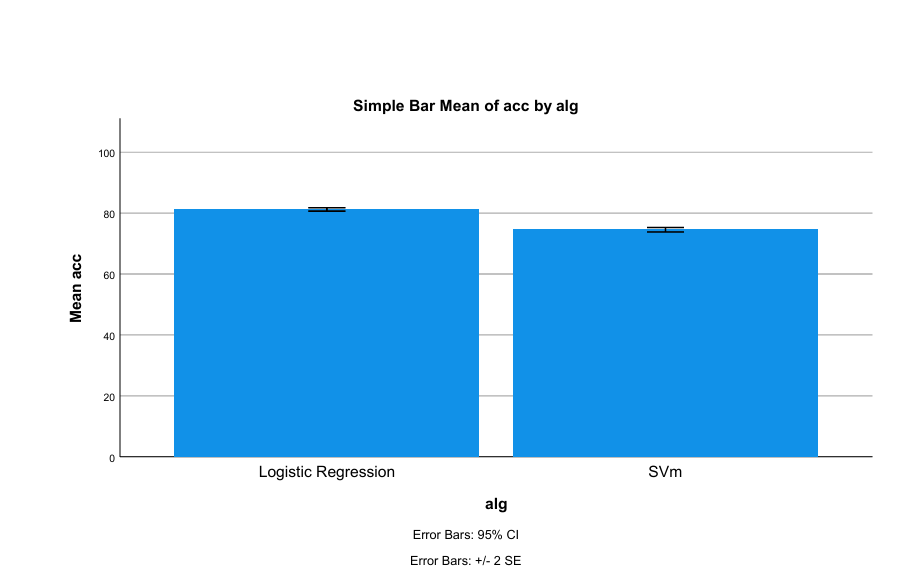 Simple Bar Mean of acc by alg
100
80
60
40
20
0
Mean acc
Logistic Regression
SVm
alg
Error Bars: 95% CI
Error Bars: +/- 2 SE